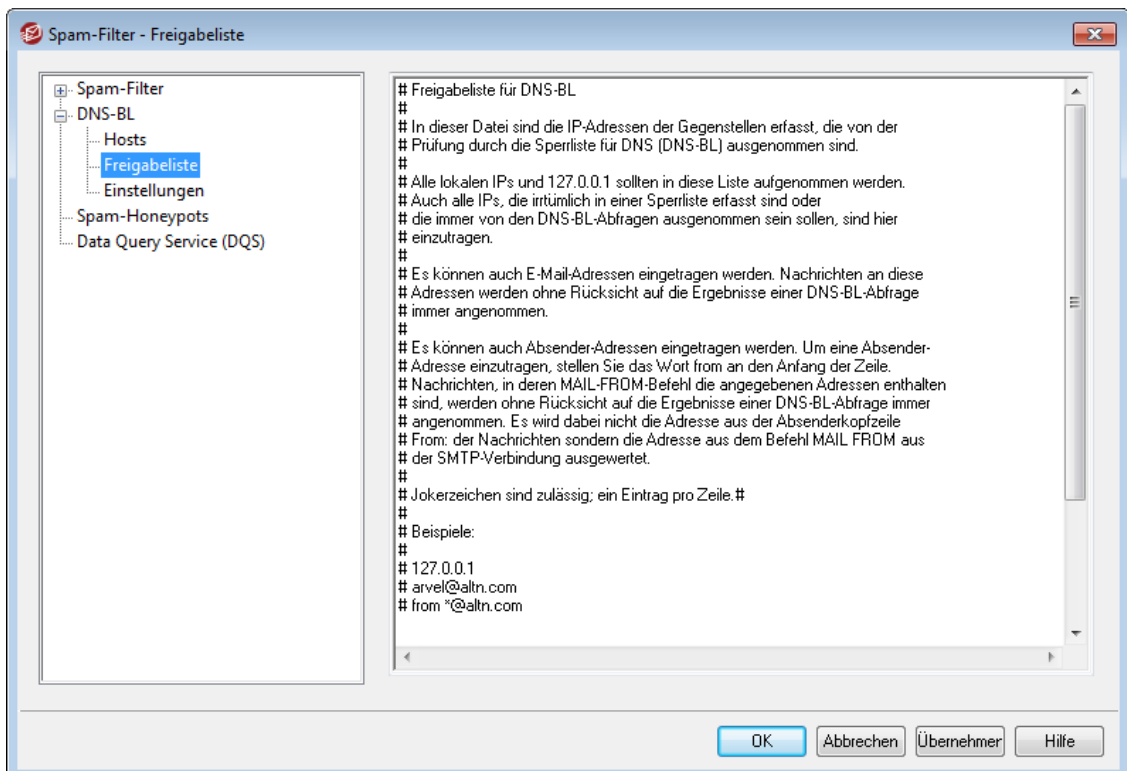 Spam-Filter - Freigabeliste
Spam-Filter
DNS-BL
Hosts
Freigabeliste
Einstellungen
Spam-Honeypots
Data Query Service (DQS)
# Freigabeliste für DNS-BL
#
# In dieser Datei sind die IP-Adressen der Gegenstellen erfasst, die von der
# Prüfung durch die Sperrliste für DNS (DNS-BL) ausgenommen sind.
#
# Alle lokalen IPs und 127.0.0.1 sollten in diese Liste aufgenommen werden.
# Auch alle IPs, die irrtümlich in einer Sperrliste erfasst sind oder
# die immer von den DNS-BL-Abfragen ausgenommen sein sollen, sind hier
# einzutragen.
#
# Es können auch E-Mail-Adressen eingetragen werden. Nachrichten an diese
# Adressen werden ohne Rücksicht auf die Ergebnisse einer DNS-BL-Abfrage
# immer angenommen.
#
# Es können auch Absender-Adressen eingetragen werden. Um eine Absender-
# Adresse einzutragen, stellen Sie das Wort from an den Anfang der Zeile.
# Nachrichten, in deren MAIL-FROM-Befehl die angegebenen Adressen enthalten
# sind, werden ohne Rücksicht auf die Ergebnisse einer DNS-BL-Abfrage immer
# angenommen. Es wird dabei nicht die Adresse aus der Absenderkopfzeile
# From: der Nachrichten sondern die Adresse aus dem Befehl MAIL FROM aus
# der SMTP-Verbindung ausgewertet.
#
# Jokerzeichen sind zulässig; ein Eintrag pro Zeile.#
#
# Beispiele:
#
# 127.0.0.1
# arvel@altn.com
# from *@altn.com
OK
Abbrechen
Übernehmer
Hilfe